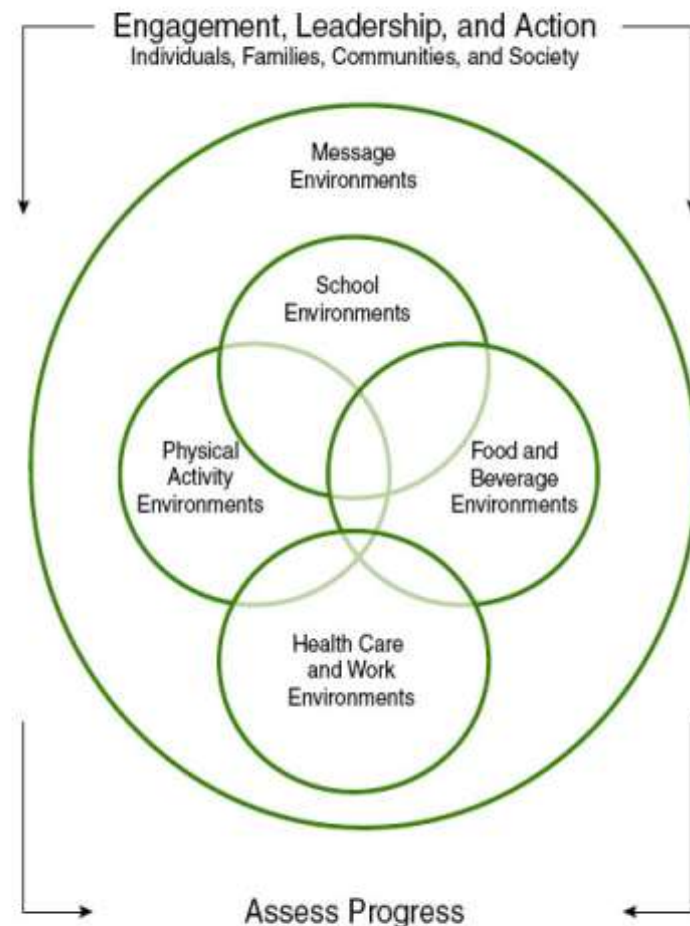 Engagement, Leadership, and Action
Individuals, Families, Communities, and Society
Message
Environments
School
Environments
Physical
Activity
Environments
Food and
Beverage
Environments
Health Care
and Work
Environments
Assess Progress